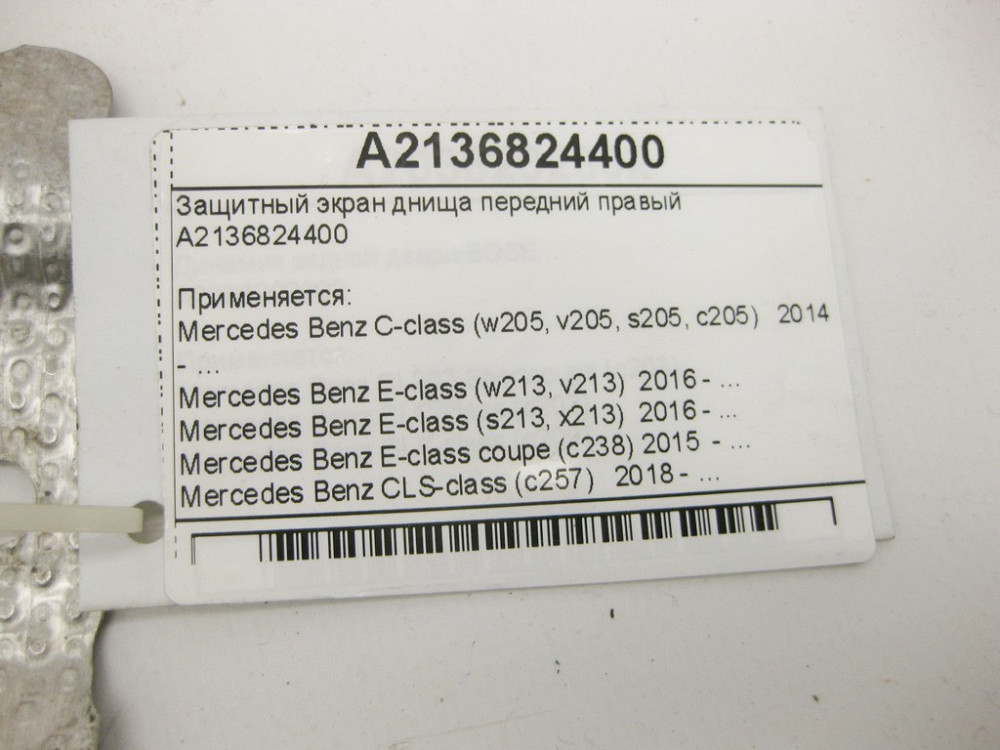 A2136824400
Защитный экран днища передний правый
A2136824400
Применяется:
Mercedes Benz C-class (w205, v205, s205, c205) 2014
- ...
Mercedes Benz E-class (w213, v213) 2016 - ...
Mercedes Benz E-class (s213, x213) 2016 - ...
Mercedes Benz E-class coupe (c238) 2015 - ...
Mercedes Benz CLS-class (c257) 2018 - ...